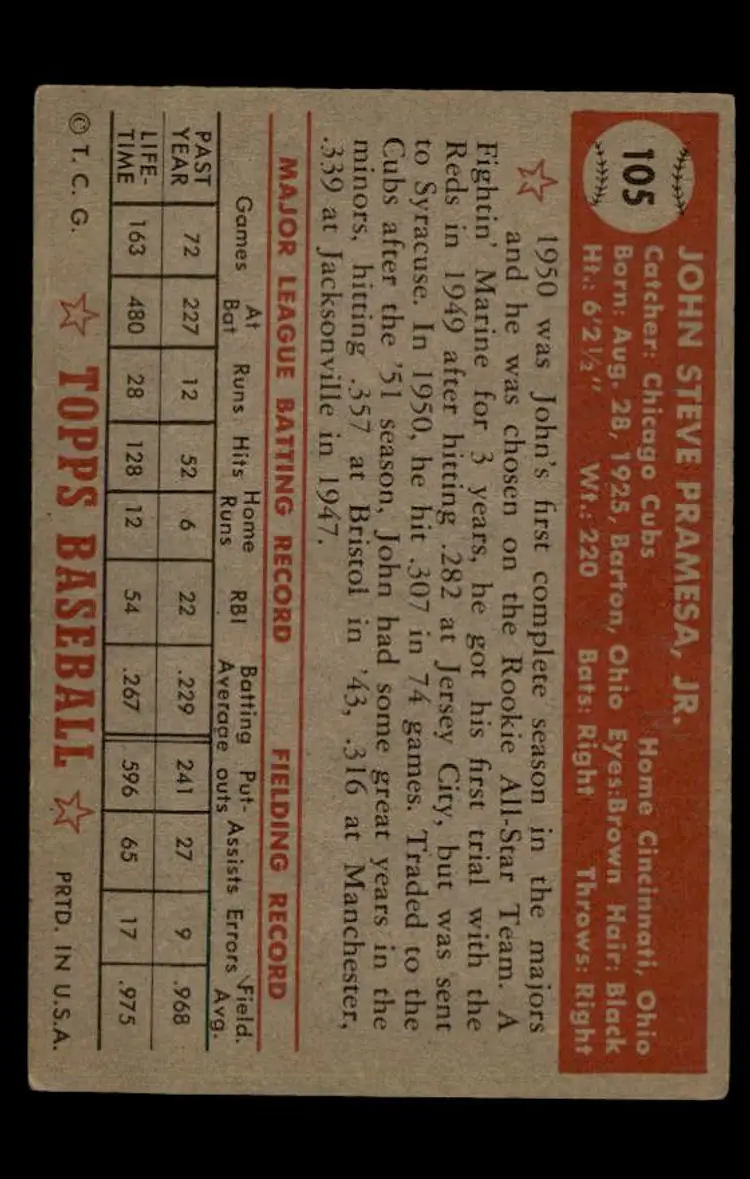 105
JOHN STEVE PRAMESA, JR.
Catcher: Chicago Cubs Home Cincinnati, Ohio
Born: Aug. 28, 1925, Barton, Ohio Eyes:Brown Hair: Black
Ht.: 6'2½" Wt.: 220 Bats: Right Throws: Right
1950 was John's first complete season in the majors
and he was chosen on the Rookie All-Star Team. A
Fightin' Marine for 3 years, he got his first trial with the
Reds in 1949 after hitting .282 at Jersey City, but was sent
to Syracuse. In 1950, he hit .307 in 74 games. Traded to the
Cubs after the '51 season, John had some great years in the
minors, hitting .357 at Bristol in '43, .316 at Manchester,
.339 at Jacksonville in 1947.
MAJOR LEAGUE BATTING RECORD FIELDING RECORD
Games At Bat Runs Hits Home Runs RBI Batting Average Put-outs Assists Errors Field. Avg.
PAST YEAR 72 227 12 52 6 22 .229 241 27 9 .968
LIFE-TIME 163 480 28 128 12 54 .267 596 65 17 .975
© T. C. G. TOPPS BASEBALL PRTD. IN U.S.A.